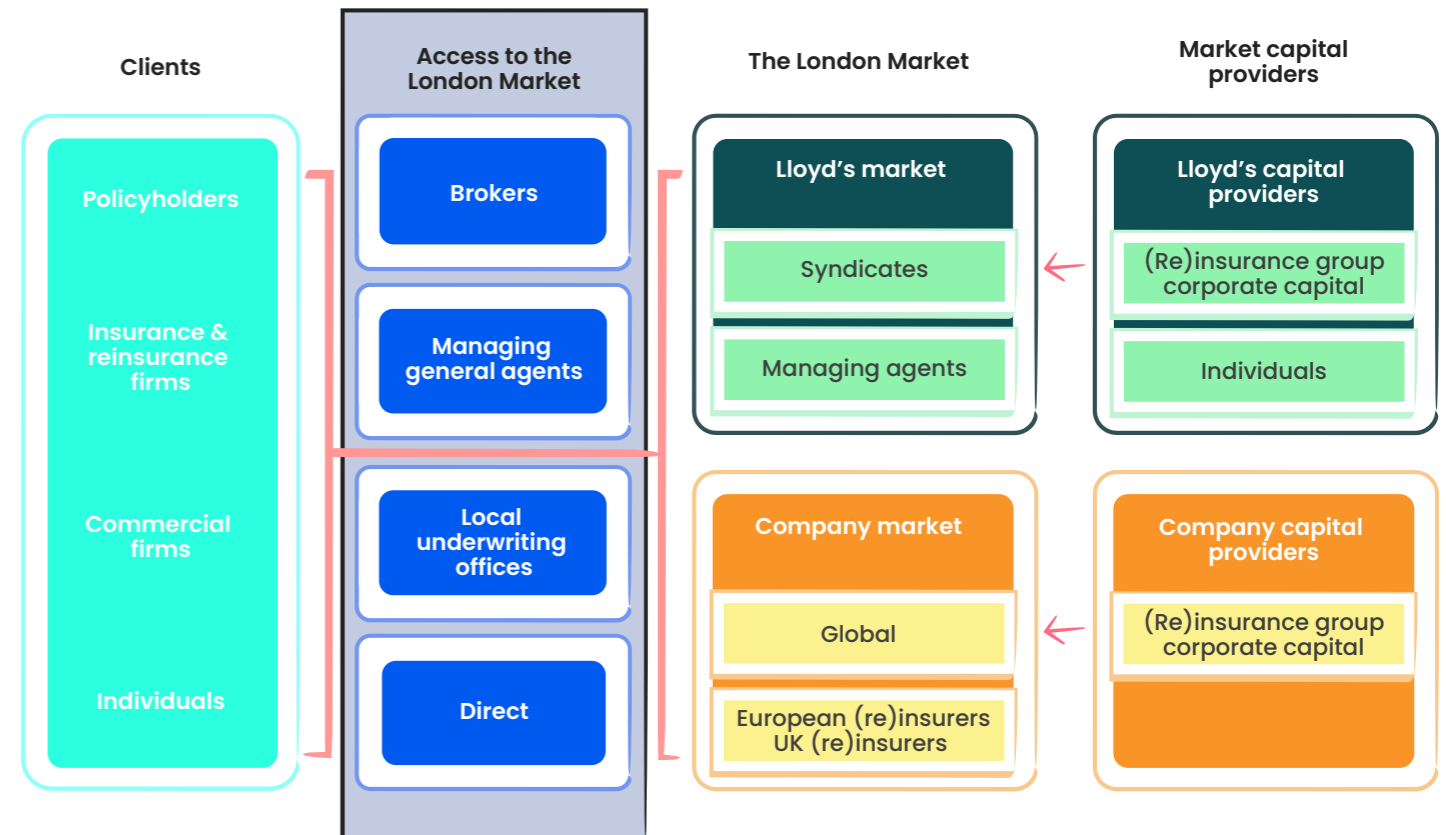 Clients
Policyholders
Insurance &
reinsurance
firms
Commercial
firms
Individuals
Access to the
London Market
Brokers
Managing
general agents
Local
underwriting
offices
Direct
The London Market
Lloyd’s market
Syndicates
Managing agents
Company market
Global
European (re)insurers
UK (re)insurers
Market capital
providers
Lloyd’s capital
providers
(Re)insurance group
corporate capital
Individuals
Company capital
providers
(Re)insurance group
corporate capital